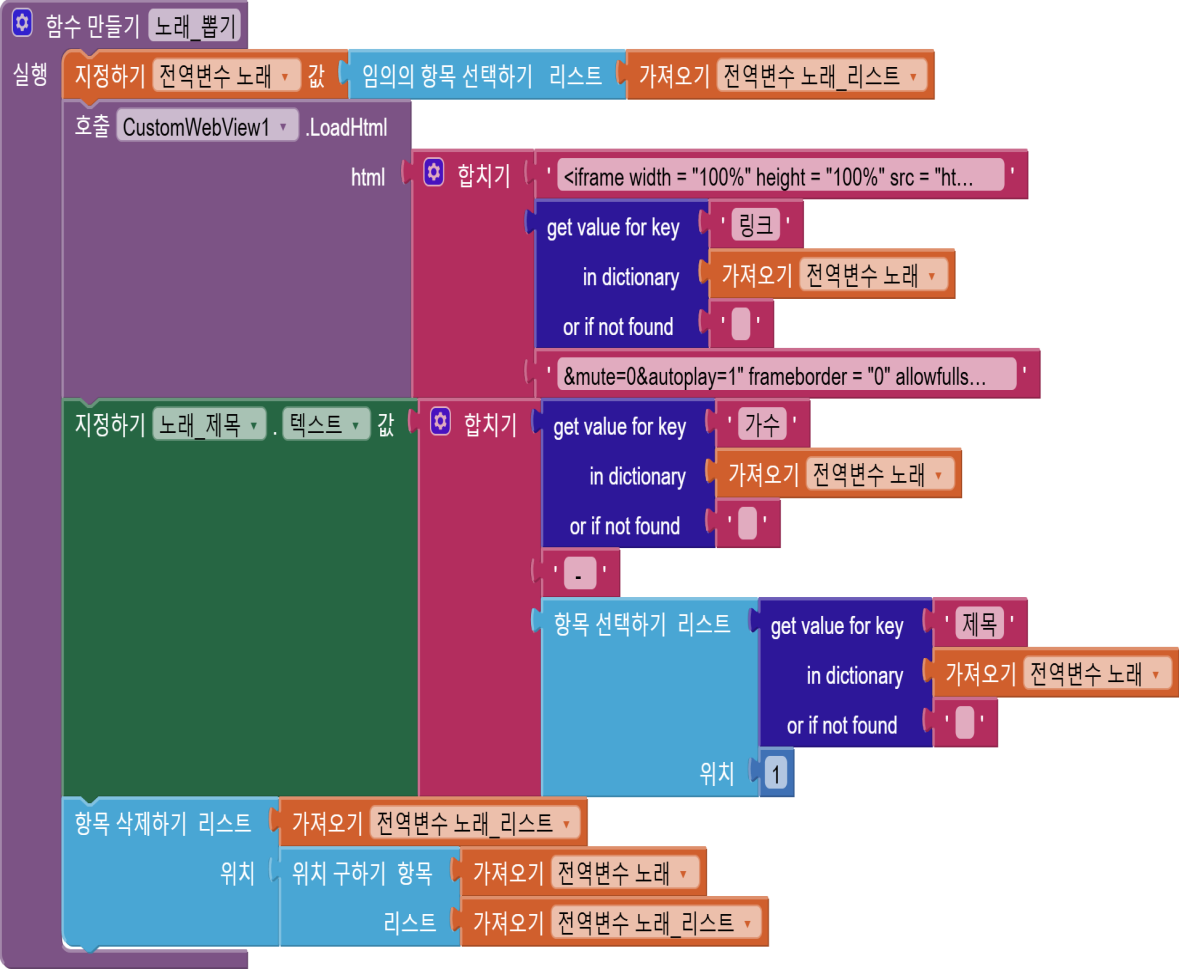 함수 만들기 노래_뽑기
실행 지정하기 전역변수 노래 값 임의의 항목 선택하기 리스트 가져오기 전역변수 노래_리스트
호출 CustomWebView1 .LoadHtml
html 합치기 ' <iframe width = "100%" height = "100%" src = "ht... '
get value for key ' 링크 '
in dictionary 가져오기 전역변수 노래
or if not found ' '
' &mute=0&autoplay=1" frameborder = "0" allowfulls... '
지정하기 노래_제목 . 텍스트 값 합치기 get value for key ' 가수 '
in dictionary 가져오기 전역변수 노래
or if not found ' '
' - '
항목 선택하기 리스트 get value for key ' 제목 '
in dictionary 가져오기 전역변수 노래
or if not found ' '
위치 1
항목 삭제하기 리스트 가져오기 전역변수 노래_리스트
위치 위치 구하기 항목 가져오기 전역변수 노래
리스트 가져오기 전역변수 노래_리스트